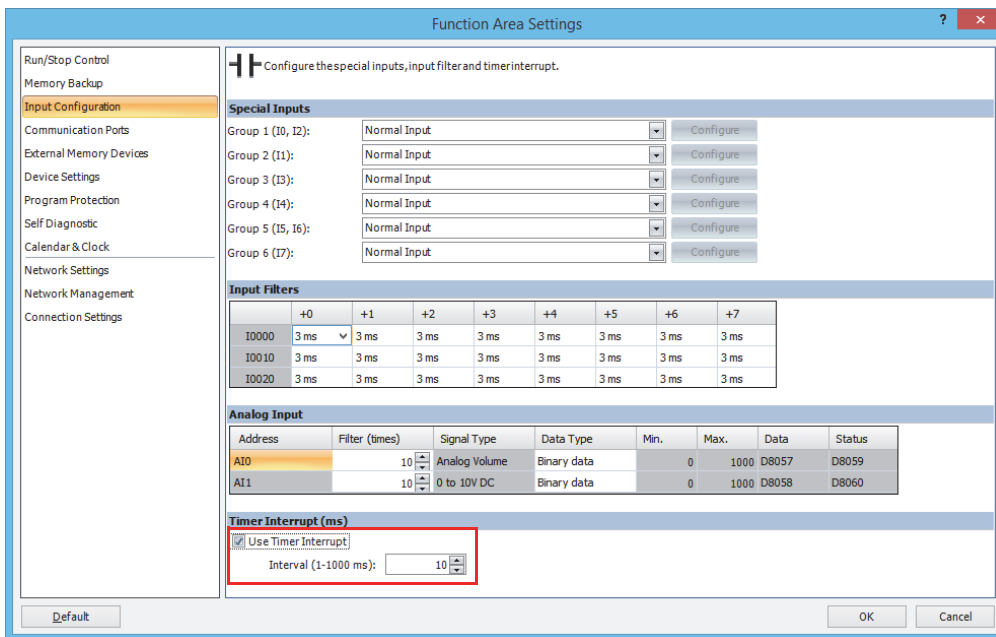 Function Area Settings
?
Run/Stop Control
Memory Backup
Input Configuration
Communication Ports
External Memory Devices
Device Settings
Program Protection
Self Diagnostic
Calendar & Clock
Network Settings
Network Management
Connection Settings
Configure thespecial inputs,input filterand timerinterrupt.
Special Inputs
Group 1 (I0, I2): Normal Input Configure
Group 2 (I1): Normal Input Configure
Group 3 (I3): Normal Input Configure
Group 4 (I4): Normal Input Configure
Group 5 (I5, I6): Normal Input Configure
Group 6 (I7): Normal Input Configure
Input Filters
+0 +1 +2 +3 +4 +5 +6 +7
I0000 3 ms 3 ms 3 ms 3 ms 3 ms 3 ms 3 ms 3 ms
I0010 3 ms 3 ms 3 ms 3 ms 3 ms 3 ms 3 ms 3 ms
I0020 3 ms 3 ms 3 ms 3 ms 3 ms 3 ms 3 ms 3 ms
Analog Input
Address Filter (times) Signal Type Data Type Min. Max. Data Status
AI0 10 Analog Volume Binary data 0 1000 D8057 D8059
AI1 10 0 to 10V DC Binary data 0 1000 D8058 D8060
Timer Interrupt (ms)
Use Timer Interrupt
Interval (1-1000 ms): 10
Default OK Cancel